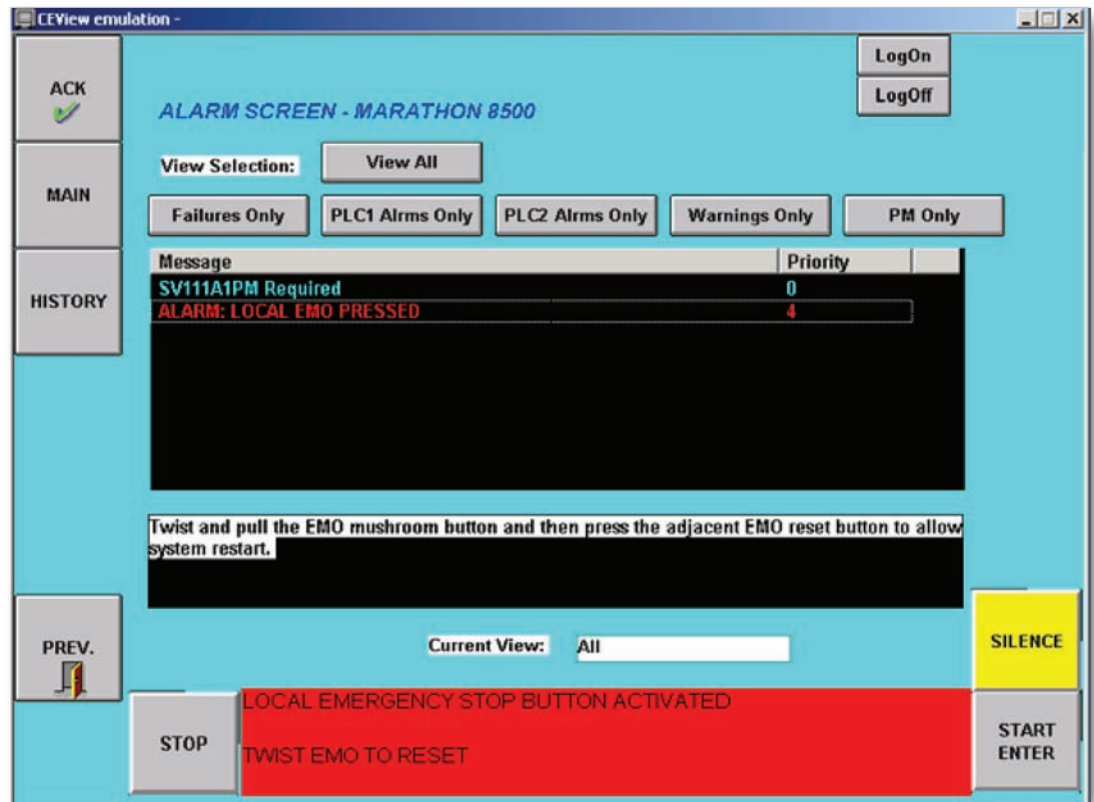 CEView emulation -
LogOn
ACK
LogOff
ALARM SCREEN - MARATHON 8500
View Selection:
View All
MAIN
Failures Only
PLC1 Alrms Only
PLC2 Alrms Only
Warnings Only
PM Only
Message Priority
SV111A1PM Required 0
HISTORY
ALARM: LOCAL EMO PRESSED 4
Twist and pull the EMO mushroom button and then press the adjacent EMO reset button to allow
system restart.
PREV.
Current View: All
SILENCE
LOCAL EMERGENCY STOP BUTTON ACTIVATED
STOP
TWIST EMO TO RESET
START
ENTER